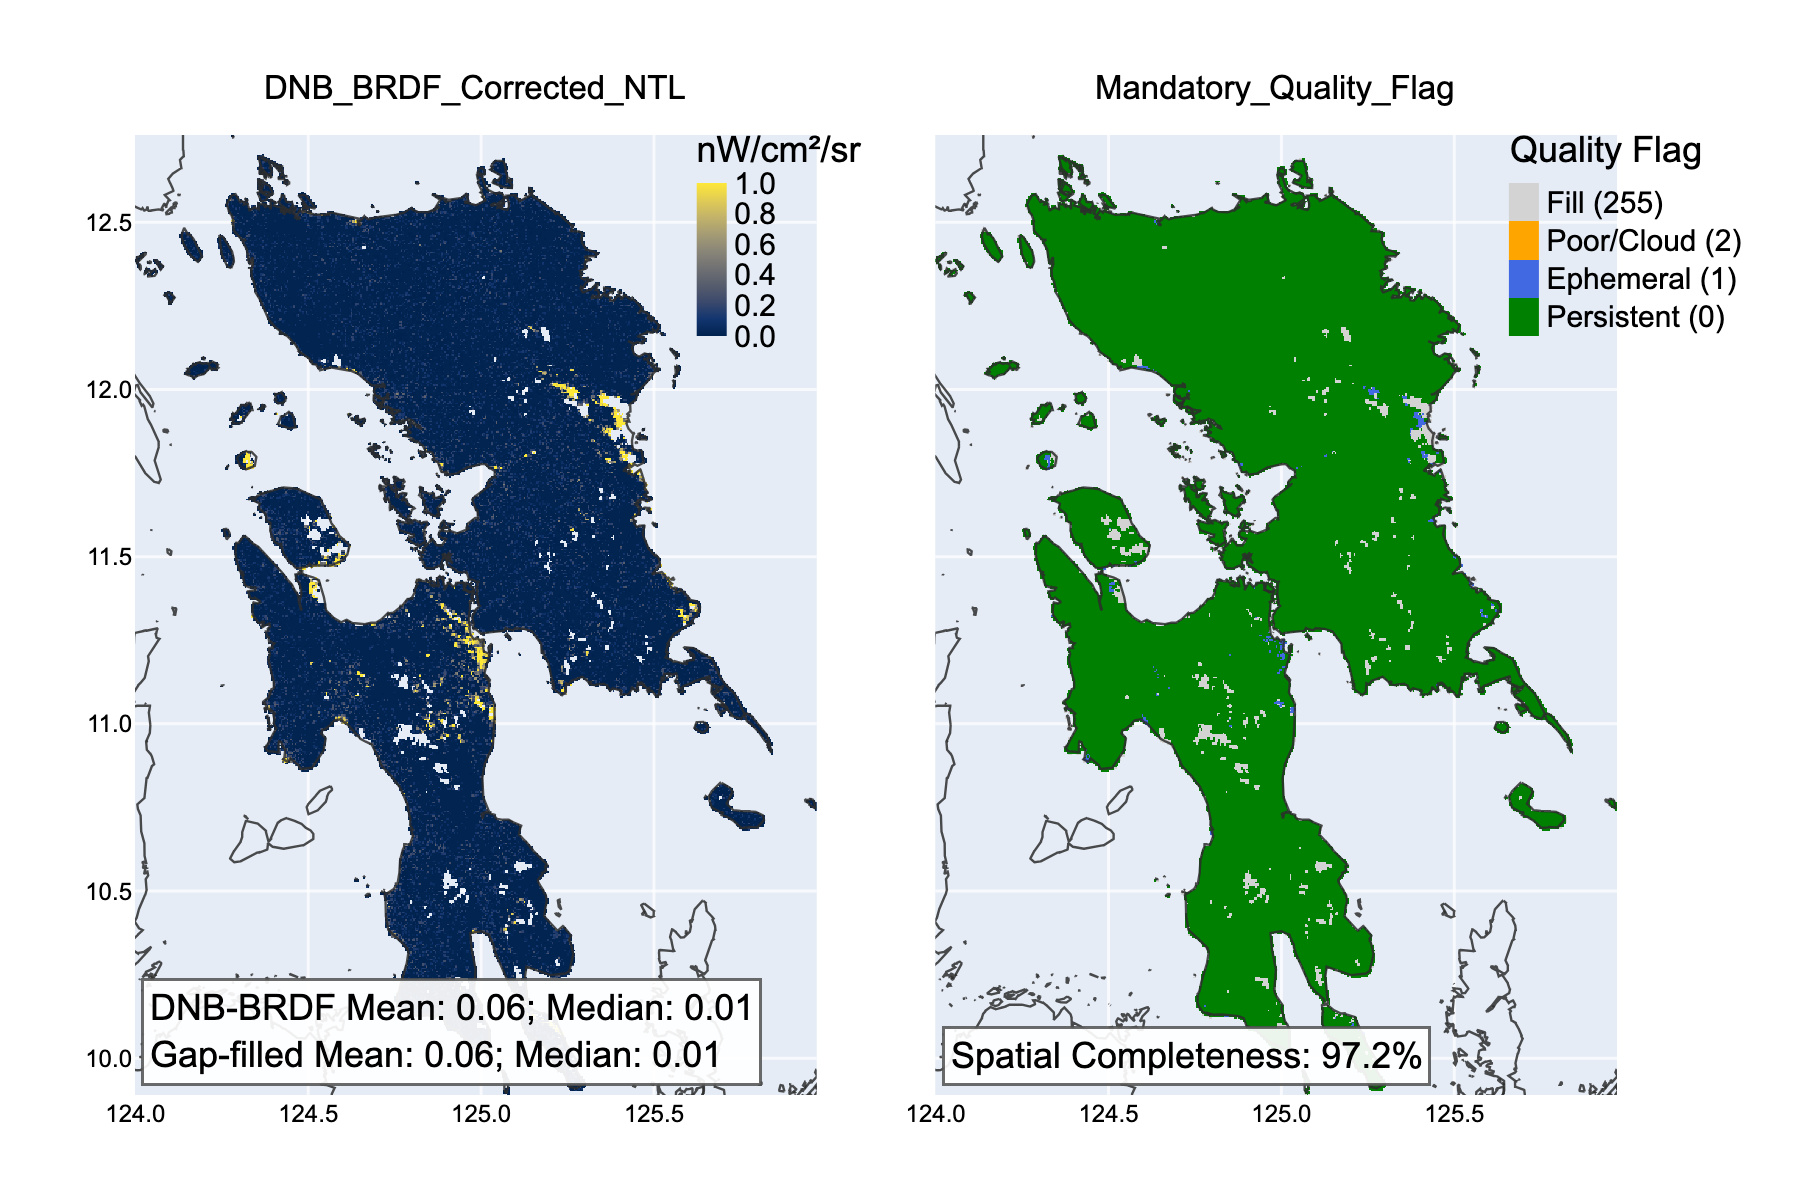 DNB_BRDF_Corrected_NTL
nW/cm²/sr
1.0
0.8
0.6
0.4
0.2
0.0
12.5
12.0
11.5
11.0
10.5
10.0
124.0
124.5
125.0
125.5
DNB-BRDF Mean: 0.06; Median: 0.01
Gap-filled Mean: 0.06; Median: 0.01
Mandatory_Quality_Flag
Quality Flag
Fill (255)
Poor/Cloud (2)
Ephemeral (1)
Persistent (0)
Spatial Completeness: 97.2%
124.0
124.5
125.0
125.5